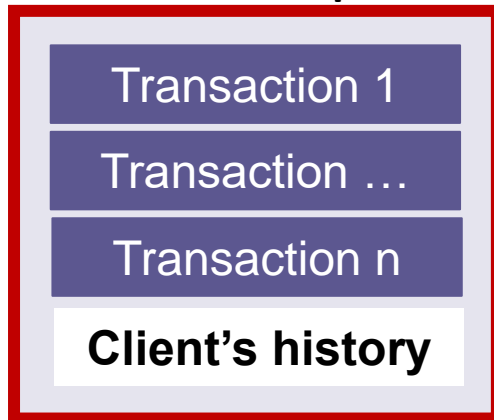 Transaction 1
Transaction …
Transaction n
Client’s history